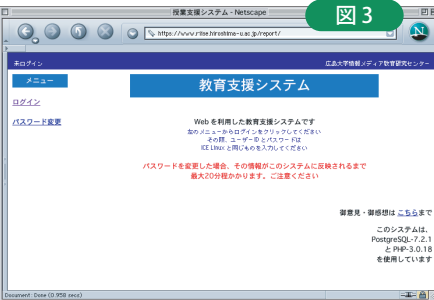 授業支援システム - Netscape
図3
https://www.riise.hiroshima-u.ac.jp/report/
N
未ログイン
広島大学情報メディア教育研究センター
メニュー
ログイン
パスワード変更
教育支援システム
Web を利用した教育支援システムです
左のメニューからログインをクリックしてください
その際、ユーザーID とパスワードは
ICE Linux と同じものを入力してください
パスワードを変更した場合、その情報がこのシステムに反映されるまで
最大20分程かかります。ご注意ください
御意見・御感想は こちらまで
このシステムは、
PostgreSQL-7.2.1
と PHP-3.0.18
を使用しています
Document: Done (0.958 secs)